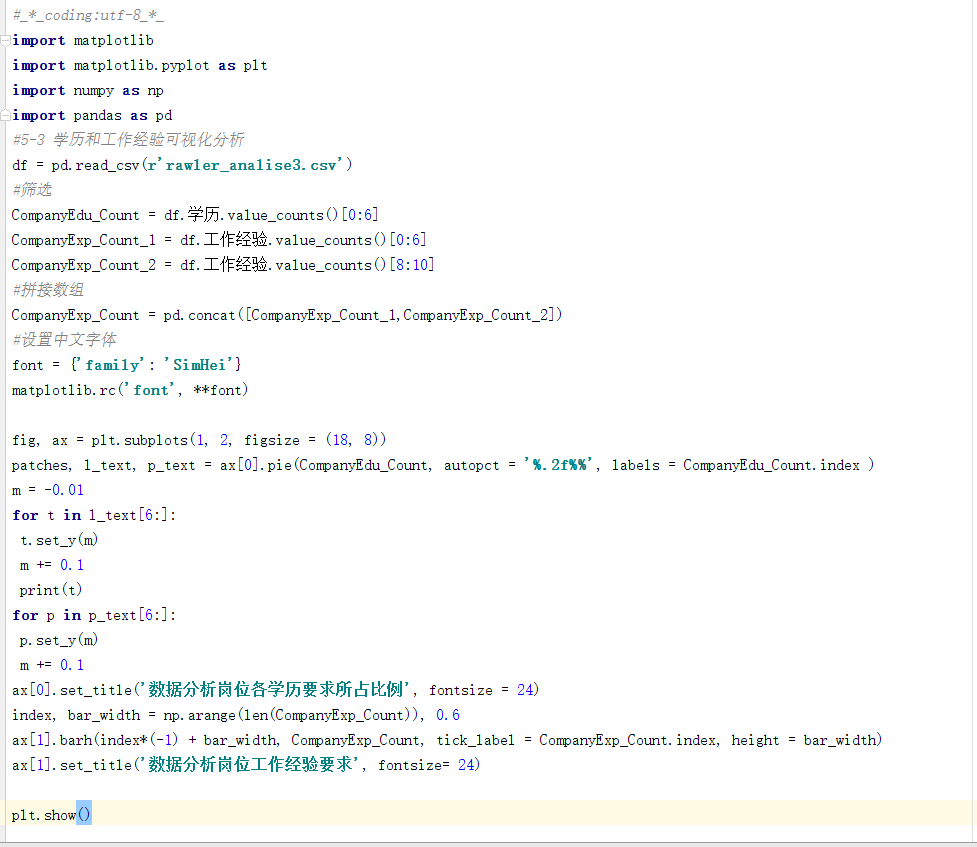 #_*_coding:utf-8_*_
import matplotlib
import matplotlib.pyplot as plt
import numpy as np
import pandas as pd
#5-3 学历和工作经验可视化分析
df = pd.read_csv(r'rawler_analise3.csv')
#筛选
CompanyEdu_Count = df.学历.value_counts()[0:6]
CompanyExp_Count_1 = df.工作经验.value_counts()[0:6]
CompanyExp_Count_2 = df.工作经验.value_counts()[8:10]
#拼接数组
CompanyExp_Count = pd.concat([CompanyExp_Count_1,CompanyExp_Count_2])
#设置中文字体
font = {'family': 'SimHei'}
matplotlib.rc('font', **font)
fig, ax = plt.subplots(1, 2, figsize = (18, 8))
patches, l_text, p_text = ax[0].pie(CompanyEdu_Count, autopct = '%.2f%%', labels = CompanyEdu_Count.index )
m = -0.01
for t in l_text[6:]:
 t.set_y(m)
 m += 0.1
 print(t)
for p in p_text[6:]:
 p.set_y(m)
 m += 0.1
ax[0].set_title('数据分析岗位各学历要求所占比例', fontsize = 24)
index, bar_width = np.arange(len(CompanyExp_Count)), 0.6
ax[1].barh(index*(-1) + bar_width, CompanyExp_Count, tick_label = CompanyExp_Count.index, height = bar_width)
ax[1].set_title('数据分析岗位工作经验要求', fontsize= 24)
plt.show()